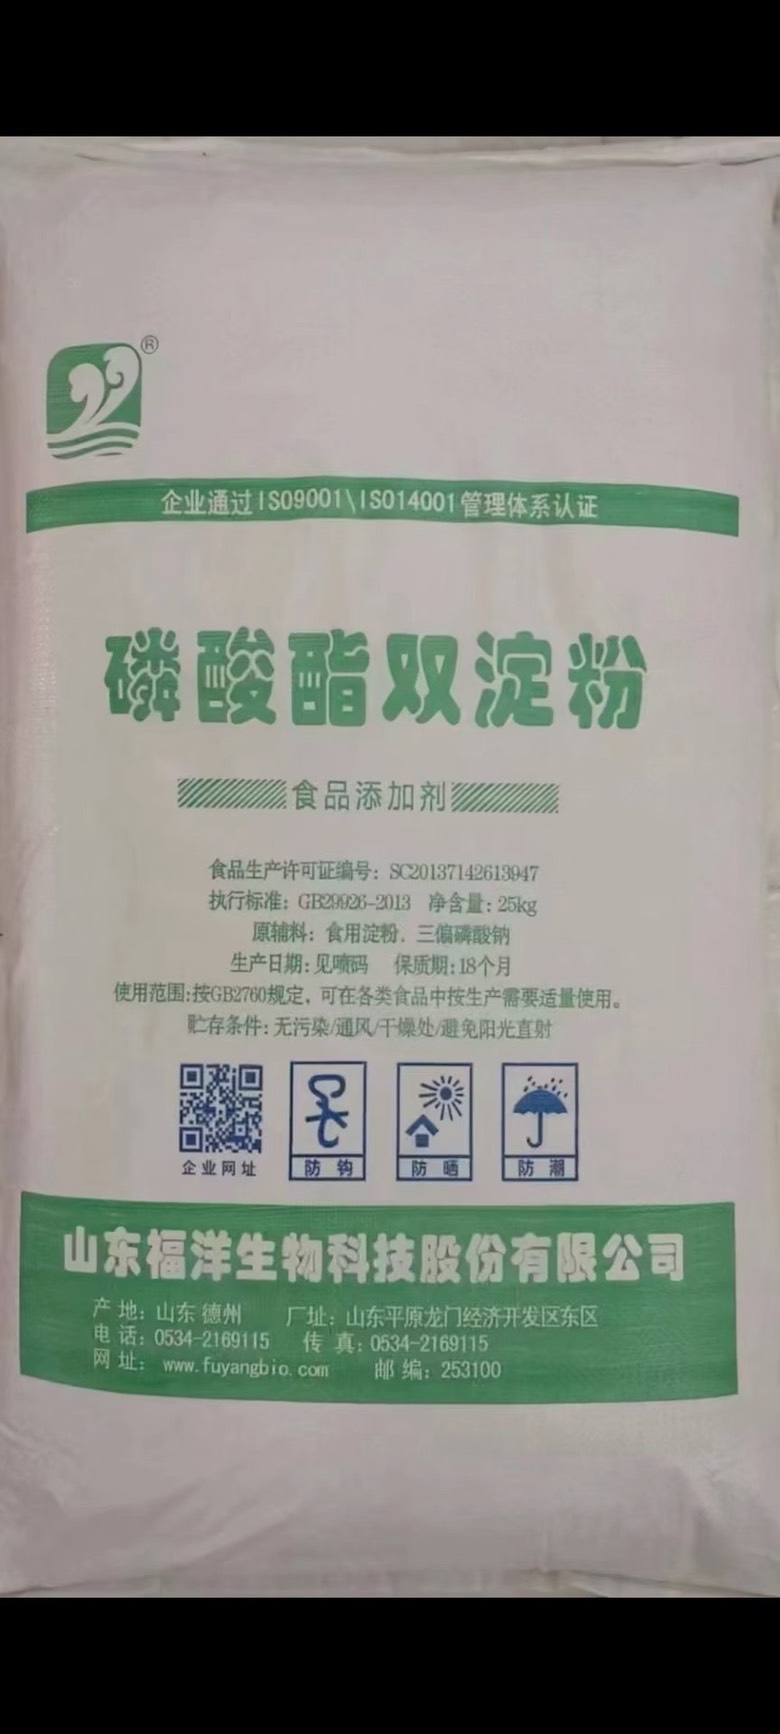 ®
企业通过ISO9001\ISO14001管理体系认证
磷酸酯双淀粉
食品添加剂
食品生产许可证编号：SC20137142613947
执行标准：GB29926-2013 净含量：25kg
原辅料：食用淀粉．三偏磷酸钠
生产日期：见喷码 保质期：18个月
使用范围：按GB2760规定，可在各类食品中按生产需要适量使用。
贮存条件：无污染/通风/干燥处/避免阳光直射
企业网址 防钩 防晒 防潮
山东福洋生物科技股份有限公司
产地：山东 德州 厂址：山东平原龙门经济开发区东区
电话：0534-2169115 传真：0534-2169115
网址：www.fuyangbio.com 邮编：253100